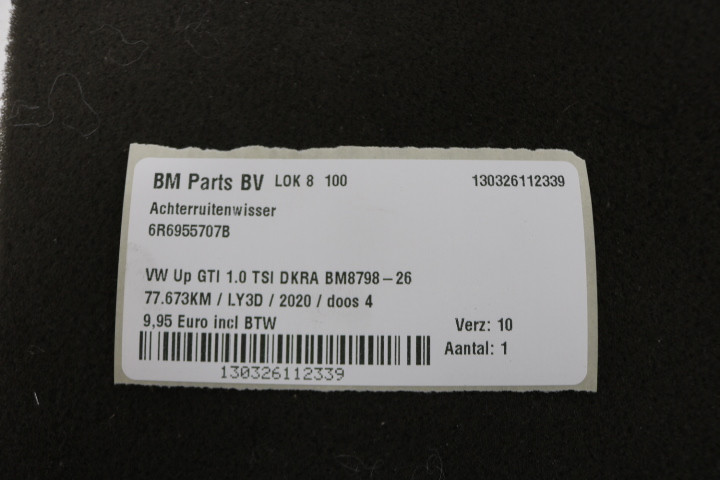 BM Parts BV LOK 8 100 130326112339
Achterruitenwisser
6R6955707B
VW Up GTI 1.0 TSI DKRA BM8798-26
77.673KM / LY3D / 2020 / doos 4
9,95 Euro incl BTW Verz: 10
Aantal: 1
130326112339